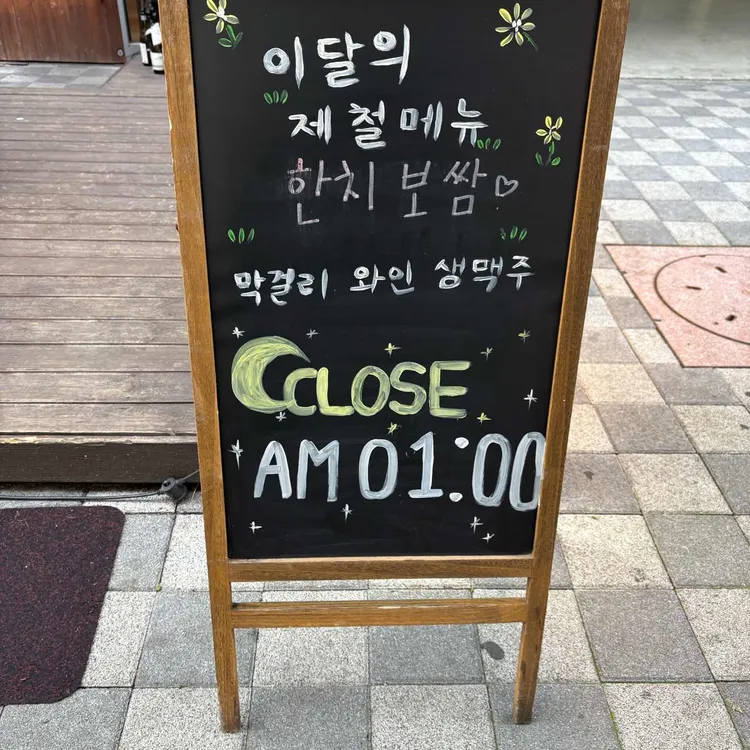 이달의
제철메뉴
한치보쌈♡
막걸리 와인 생맥주
CLOSE
AM 01:00